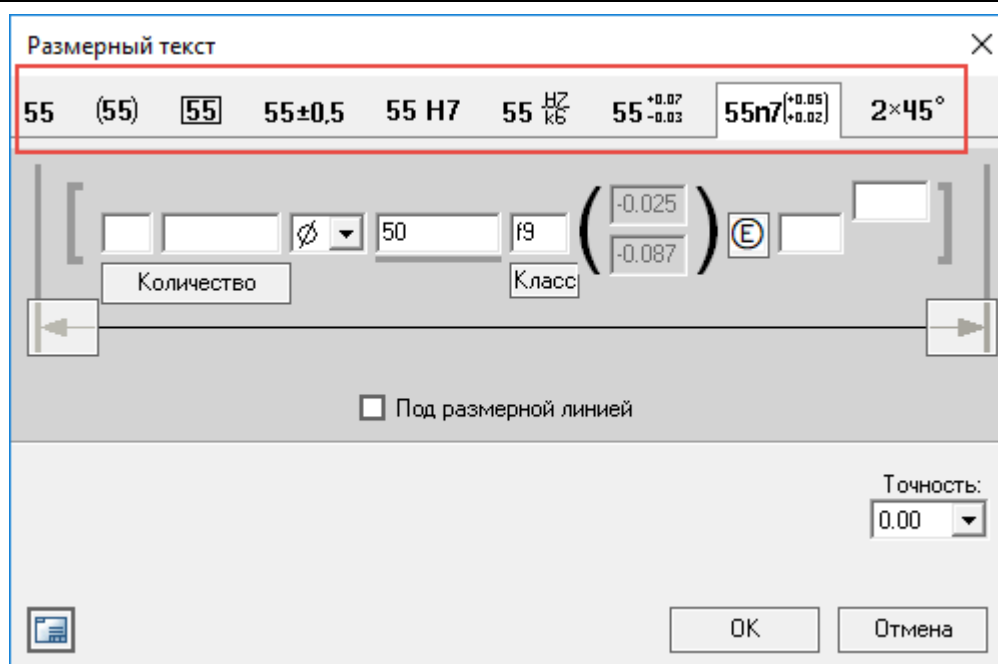 Размерный текст
55 (55) 55 55±0,5 55 H7 55 H7/k6 55 +0.07 -0.03 55n7(+0.05 +0.02) 2×45°
[ Ø 50 f9 ( -0.025 -0.087 ) Ⓔ ]
Количество Класс
Под размерной линией
Точность:
0.00
OK Отмена